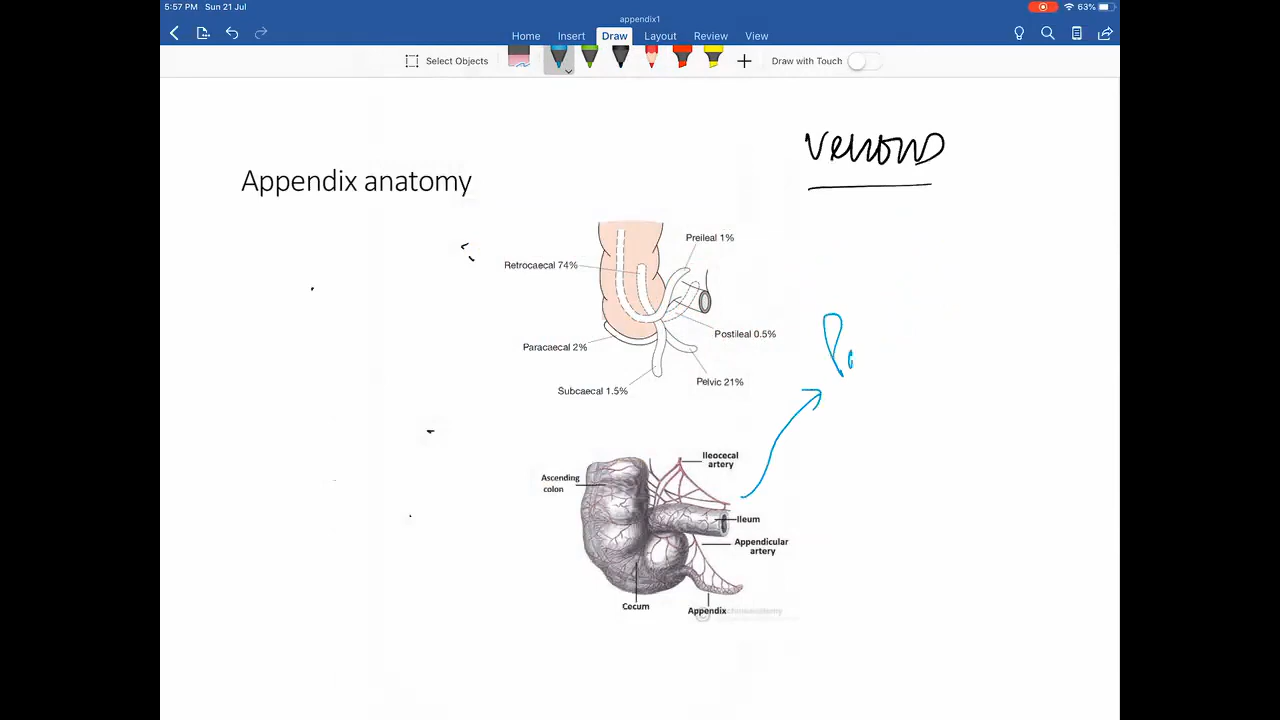 5:57 PM Sun 21 Jul
63%
appendix1
Home Insert Draw Layout Review View
Select Objects
Draw with Touch
venous
Appendix anatomy
Preileal 1%
Retrocaecal 74%
Postileal 0.5%
Paracaecal 2%
Pelvic 21%
Subcaecal 1.5%
Ileocecal
artery
Ascending
colon
Ileum
Appendicular
artery
Cecum
Appendix